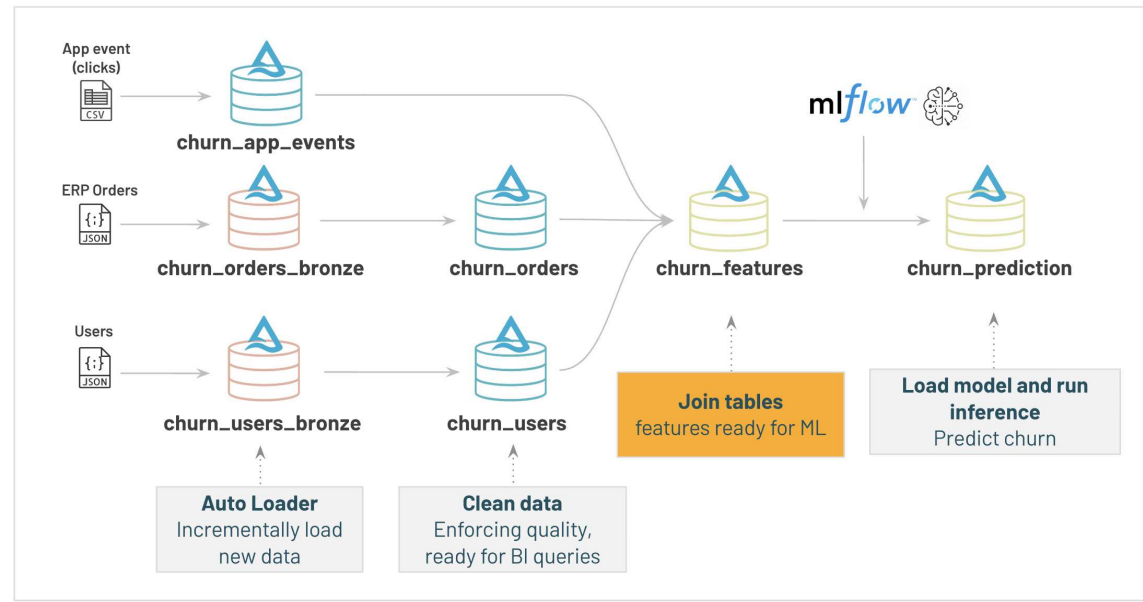 App event
(clicks)
CSV
churn_app_events
mlflow™
ERP Orders
{;}
JSON
churn_orders_bronze
churn_orders
churn_features
churn_prediction
Users
{;}
JSON
churn_users_bronze
churn_users
Join tables
features ready for ML
Load model and run
inference
Predict churn
Auto Loader
Incrementally load
new data
Clean data
Enforcing quality,
ready for BI queries